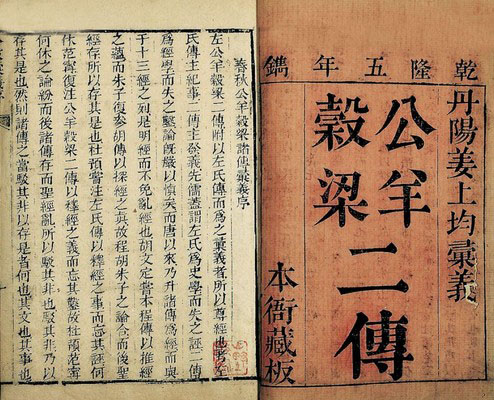 乾隆五年鐫
丹陽姜上均彙義
公羊
穀梁
二傳
本衙藏板
春秋公羊穀梁諸傳彙義序
公羊穀梁二傳附以左氏傳而爲之彙義者所以尊經也左
氏傳主紀事二傳主發義先儒蓋謂左氏爲史學而失之誣二傳
爲經學而失之鑿論旣嚴以慎矣而唐以來乃升諸傳爲經而
于十三經之列是明經而不免亂經也胡文定嘗本程傳以推經
之蘊而朱子復參胡傳以探經之真故程胡朱子之論合而後聖
經存所以存其是也杜預嘗注左氏傳以釋經之事而忘其誣何
休范甯復注公羊穀梁二傳以釋經之義而忘其鑿故杜預范甯
何休之論紛而後諸傳存而聖經亂所以駁其非也駁其非乃以
存其是也然則諸傳之當駁其非以存是者何也其文也其事也